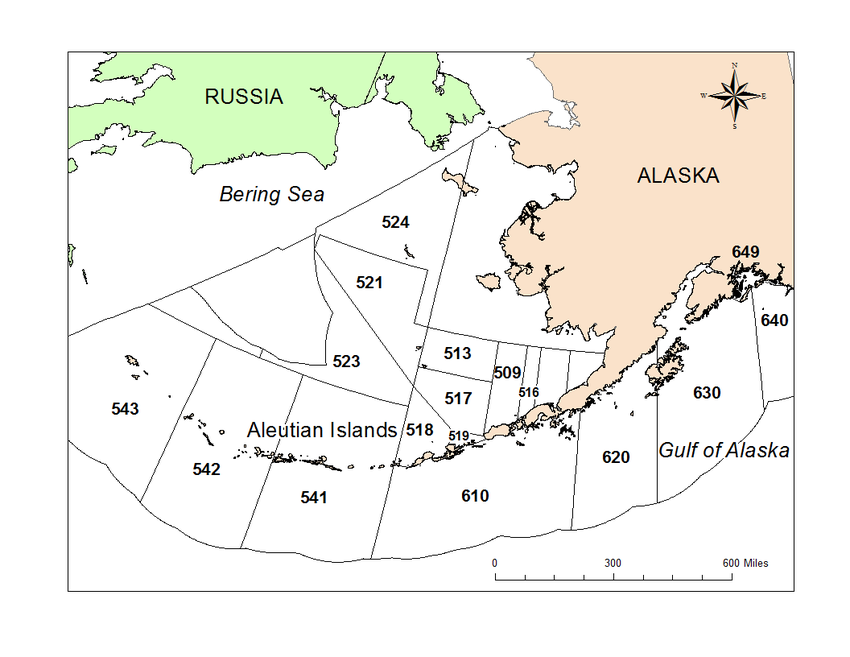 N
W E
S
RUSSIA
ALASKA
Bering Sea
524
649
521
640
513
523
509
516
630
517
543
Aleutian Islands
518
519
Gulf of Alaska
620
542
541
610
0 300 600 Miles